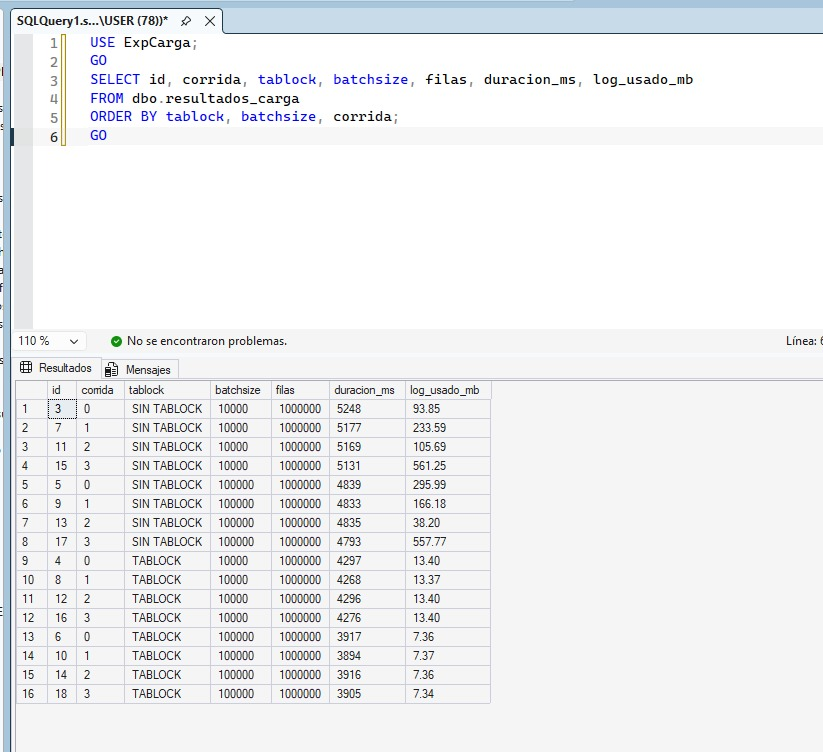 SQLQuery1.s...\USER (78))*
1 USE ExpCarga;
2 GO
3 SELECT id, corrida, tablock, batchsize, filas, duracion_ms, log_usado_mb
4 FROM dbo.resultados_carga
5 ORDER BY tablock, batchsize, corrida;
6 GO
110 % No se encontraron problemas. Línea: 6
Resultados Mensajes
id corrida tablock batchsize filas duracion_ms log_usado_mb
1 3 0 SIN TABLOCK 10000 1000000 5248 93.85
2 7 1 SIN TABLOCK 10000 1000000 5177 233.59
3 11 2 SIN TABLOCK 10000 1000000 5169 105.69
4 15 3 SIN TABLOCK 10000 1000000 5131 561.25
5 5 0 SIN TABLOCK 100000 1000000 4839 295.99
6 9 1 SIN TABLOCK 100000 1000000 4833 166.18
7 13 2 SIN TABLOCK 100000 1000000 4835 38.20
8 17 3 SIN TABLOCK 100000 1000000 4793 557.77
9 4 0 TABLOCK 10000 1000000 4297 13.40
10 8 1 TABLOCK 10000 1000000 4268 13.37
11 12 2 TABLOCK 10000 1000000 4296 13.40
12 16 3 TABLOCK 10000 1000000 4276 13.40
13 6 0 TABLOCK 100000 1000000 3917 7.36
14 10 1 TABLOCK 100000 1000000 3894 7.37
15 14 2 TABLOCK 100000 1000000 3916 7.36
16 18 3 TABLOCK 100000 1000000 3905 7.34